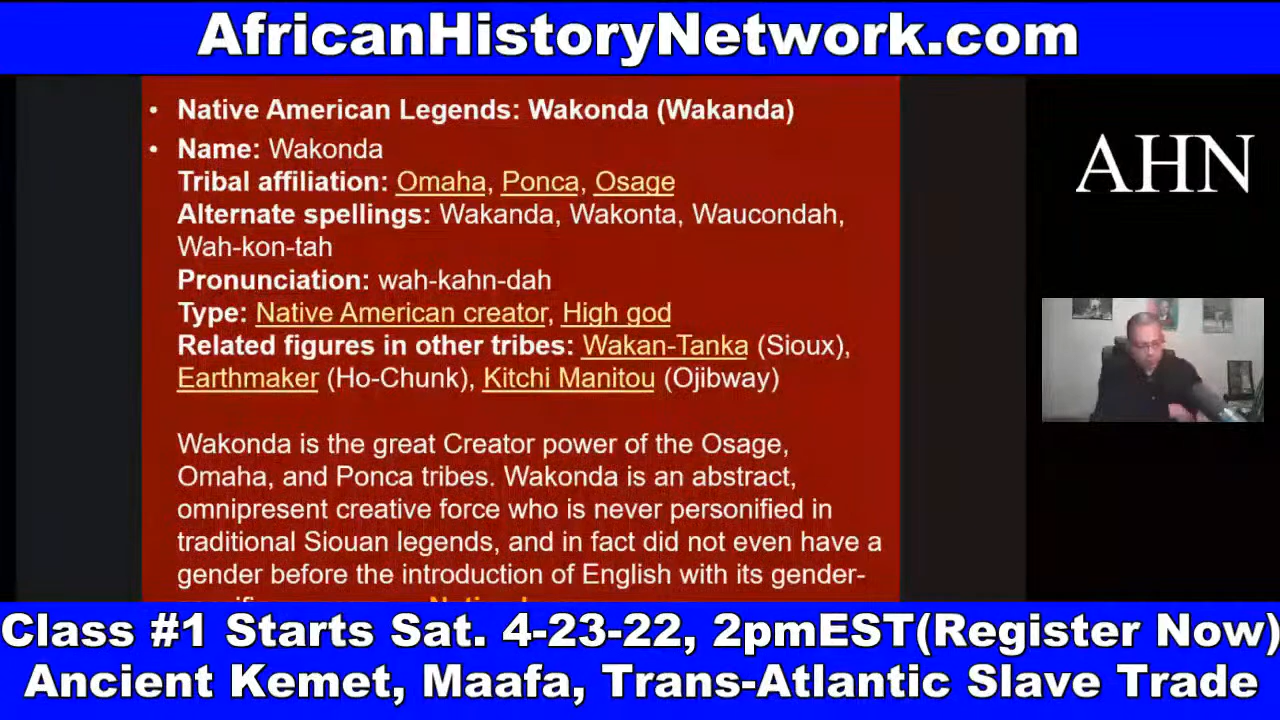 AfricanHistoryNetwork.com
• Native American Legends: Wakonda (Wakanda)
• Name: Wakonda
Tribal affiliation: Omaha, Ponca, Osage
Alternate spellings: Wakanda, Wakonta, Waucondah,
Wah-kon-tah
Pronunciation: wah-kahn-dah
Type: Native American creator, High god
Related figures in other tribes: Wakan-Tanka (Sioux),
Earthmaker (Ho-Chunk), Kitchi Manitou (Ojibway)
Wakonda is the great Creator power of the Osage,
Omaha, and Ponca tribes. Wakonda is an abstract,
omnipresent creative force who is never personified in
traditional Siouan legends, and in fact did not even have a
gender before the introduction of English with its gender-
AHN
Class #1 Starts Sat. 4-23-22, 2pmEST(Register Now)
Ancient Kemet, Maafa, Trans-Atlantic Slave Trade